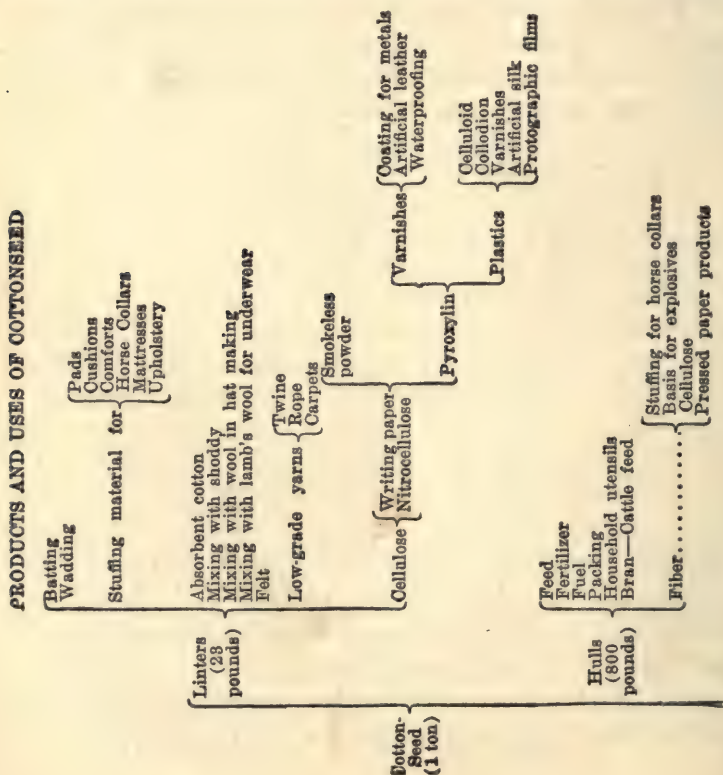 PRODUCTS AND USES OF COTTONSEED
Cotton-
Seed
(1 ton)
Linters
(23
pounds)
Batting
Wadding
Stuffing material for
Pads
Cushions
Comforts
Horse Collars
Mattresses
Upholstery
Absorbent cotton
Mixing with shoddy
Mixing with wool in hat making
Mixing with lamb's wool for underwear
Felt
Low-grade yarns
Twine
Rope
Carpets
Cellulose
Writing paper
Nitrocellulose
Smokeless
powder
Pyroxylin
Varnishes
Coating for metals
Artificial leather
Waterproofing
Plastics
Celluloid
Collodion
Varnishes
Artificial silk
Protographic films
Hulls
(800
pounds)
Feed
Fertilizer
Fuel
Packing
Household utensils
Bran—Cattle feed
Fiber.............
Stuffing for horse collars
Basis for explosives
Cellulose
Pressed paper products